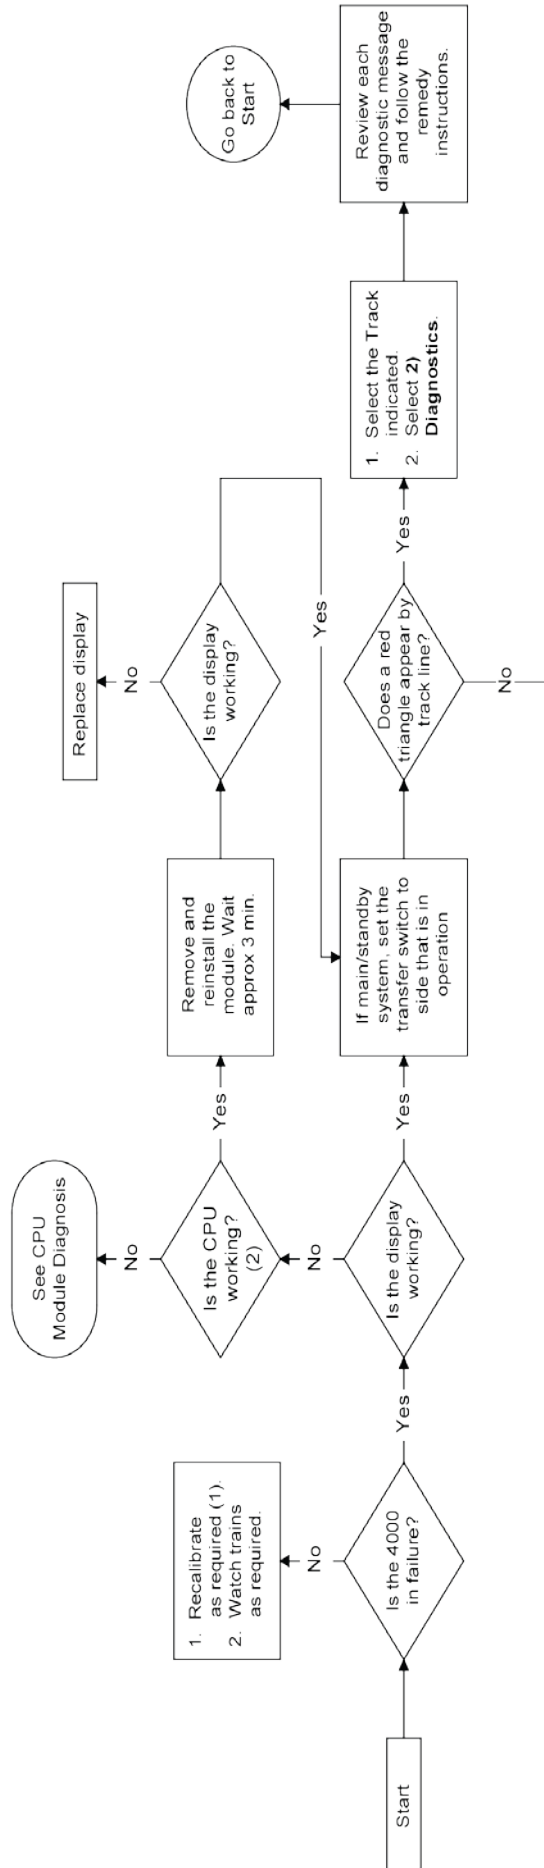 Start
Is the 4000
in failure?
No
1. Recalibrate
as required (1).
2. Watch trains
as required.
Yes
Is the display
working?
No
Is the CPU
working?
(2)
No
See CPU
Module Diagnosis
Yes
Remove and
reinstall the
module. Wait
approx 3 min.
Is the display
working?
No
Replace display
Yes
Yes
If main/standby
system, set the
transfer switch to
side that is in
operation
Does a red
triangle appear by
track line?
No
Yes
1. Select the Track
indicated.
2. Select 2)
Diagnostics.
Review each
diagnostic message
and follow the
remedy
instructions.
Go back to
Start